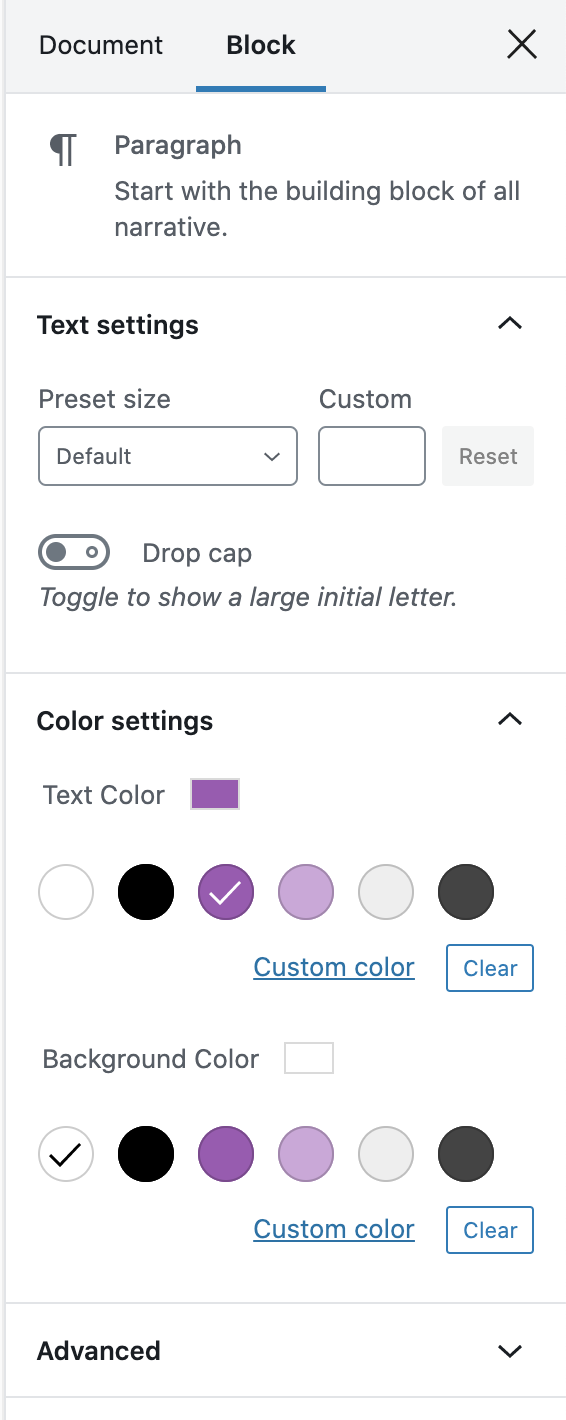 Document Block
Paragraph
Start with the building block of all
narrative.
Text settings
Preset size Custom
Default Reset
Drop cap
Toggle to show a large initial letter.
Color settings
Text Color
Custom color Clear
Background Color
Custom color Clear
Advanced